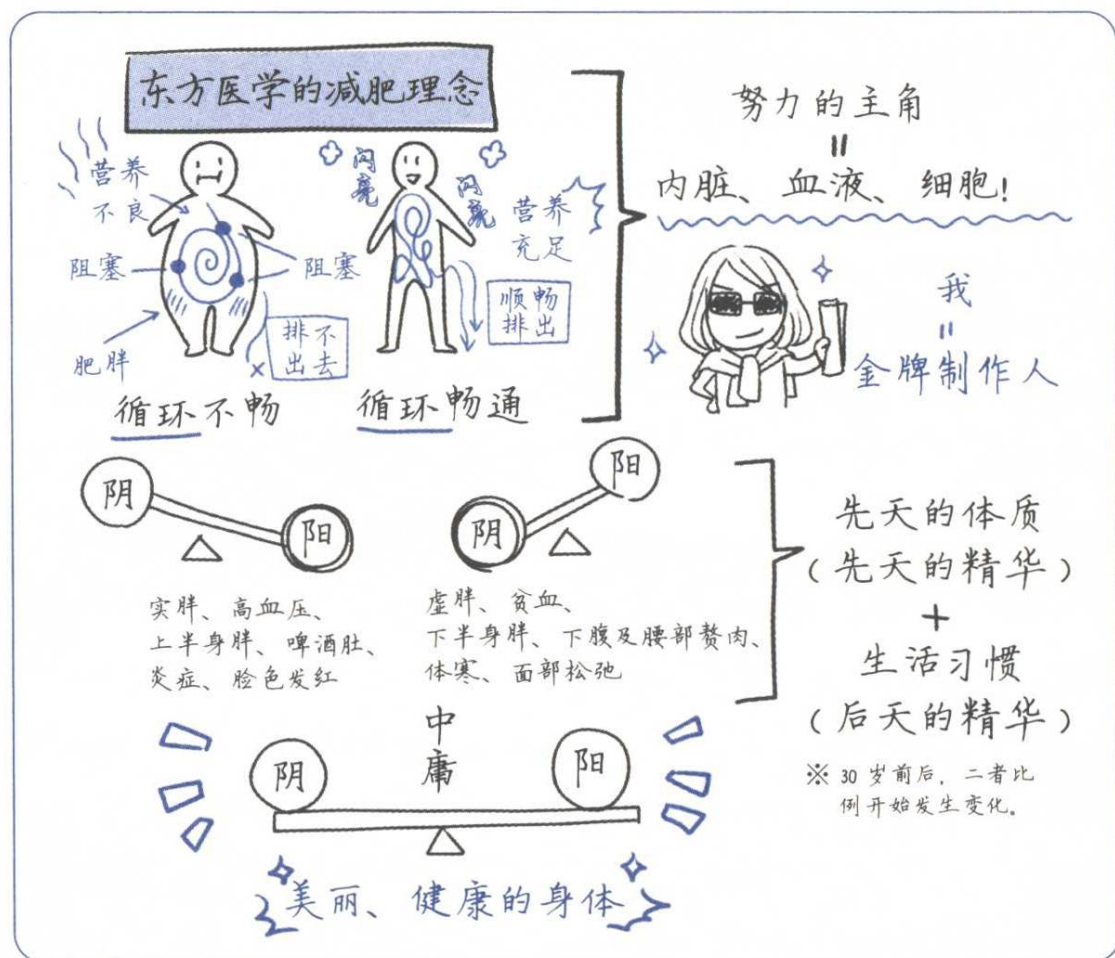 东方医学的减肥理念
营养
不良
阻塞
阻塞
肥胖
排不
出去
循环不畅
闪亮
闪亮
营养
充足
顺畅
排出
循环畅通
努力的主角
=
内脏、血液、细胞!
我
=
金牌制作人
阴
阳
实胖、高血压、
上半身胖、啤酒肚、
炎症、脸色发红
阴
阳
虚胖、贫血、
下半身胖、下腹及腰部赘肉、
体寒、面部松弛
先天的体质
(先天的精华)
+
生活习惯
(后天的精华)
※ 30 岁前后，二者比
例开始发生变化。
阴
中庸
阳
美丽、健康的身体